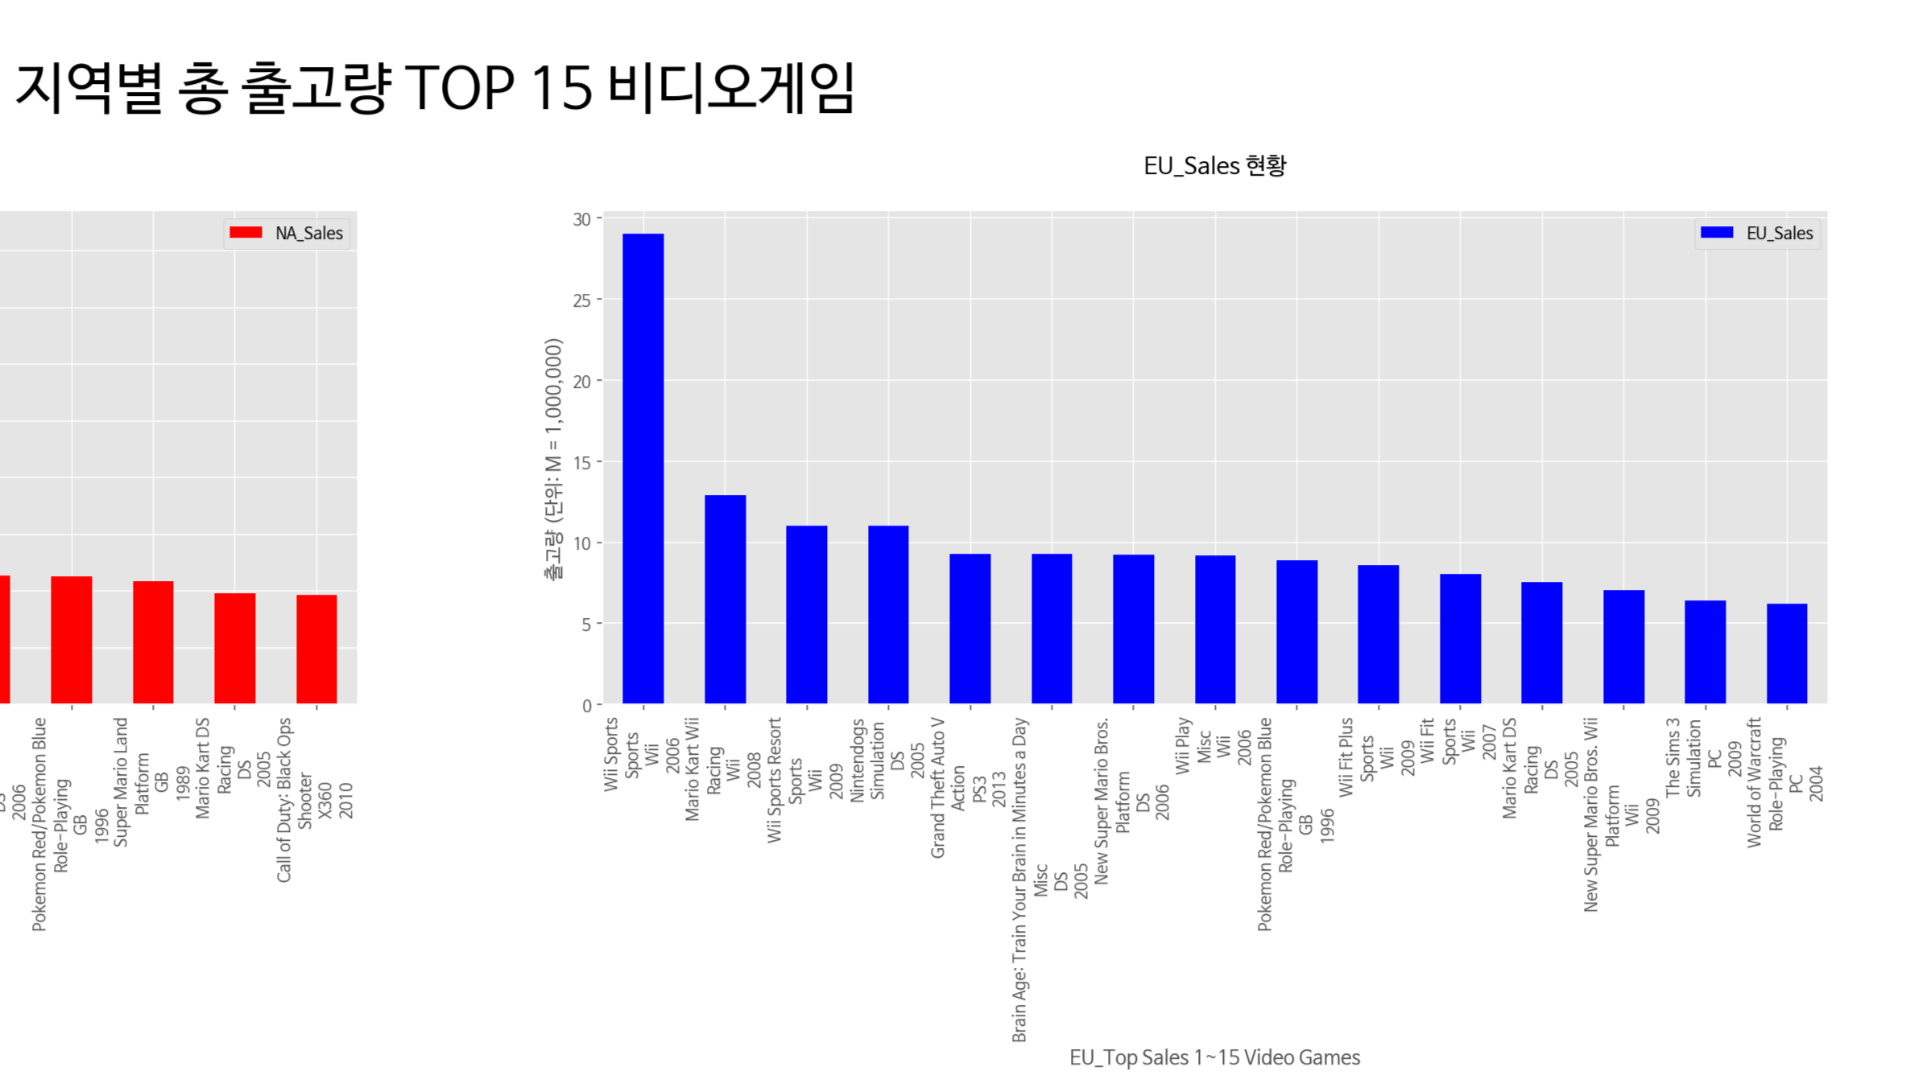 지역별 총 출고량 TOP 15 비디오게임
NA_Sales
2006
Pokemon Red/Pokemon Blue
Role-Playing
GB
1996
Super Mario Land
Platform
GB
1989
Mario Kart DS
Racing
DS
2005
Call of Duty: Black Ops
Shooter
X360
2010
EU_Sales 현황
EU_Sales
출고량 (단위: M = 1,000,000)
30
25
20
15
10
5
0
Wii Sports
Sports
Wii
2006
Mario Kart Wii
Racing
Wii
2008
Wii Sports Resort
Sports
Wii
2009
Nintendogs
Simulation
DS
2005
Grand Theft Auto V
Action
PS3
2013
Brain Age: Train Your Brain in Minutes a Day
Misc
DS
2005
New Super Mario Bros.
Platform
DS
2006
Wii Play
Misc
Wii
2006
Pokemon Red/Pokemon Blue
Role-Playing
GB
1996
Wii Fit Plus
Sports
Wii
2009
Wii Fit
Sports
Wii
2007
Mario Kart DS
Racing
DS
2005
New Super Mario Bros. Wii
Platform
Wii
2009
The Sims 3
Simulation
PC
2009
World of Warcraft
Role-Playing
PC
2004
EU_Top Sales 1~15 Video Games